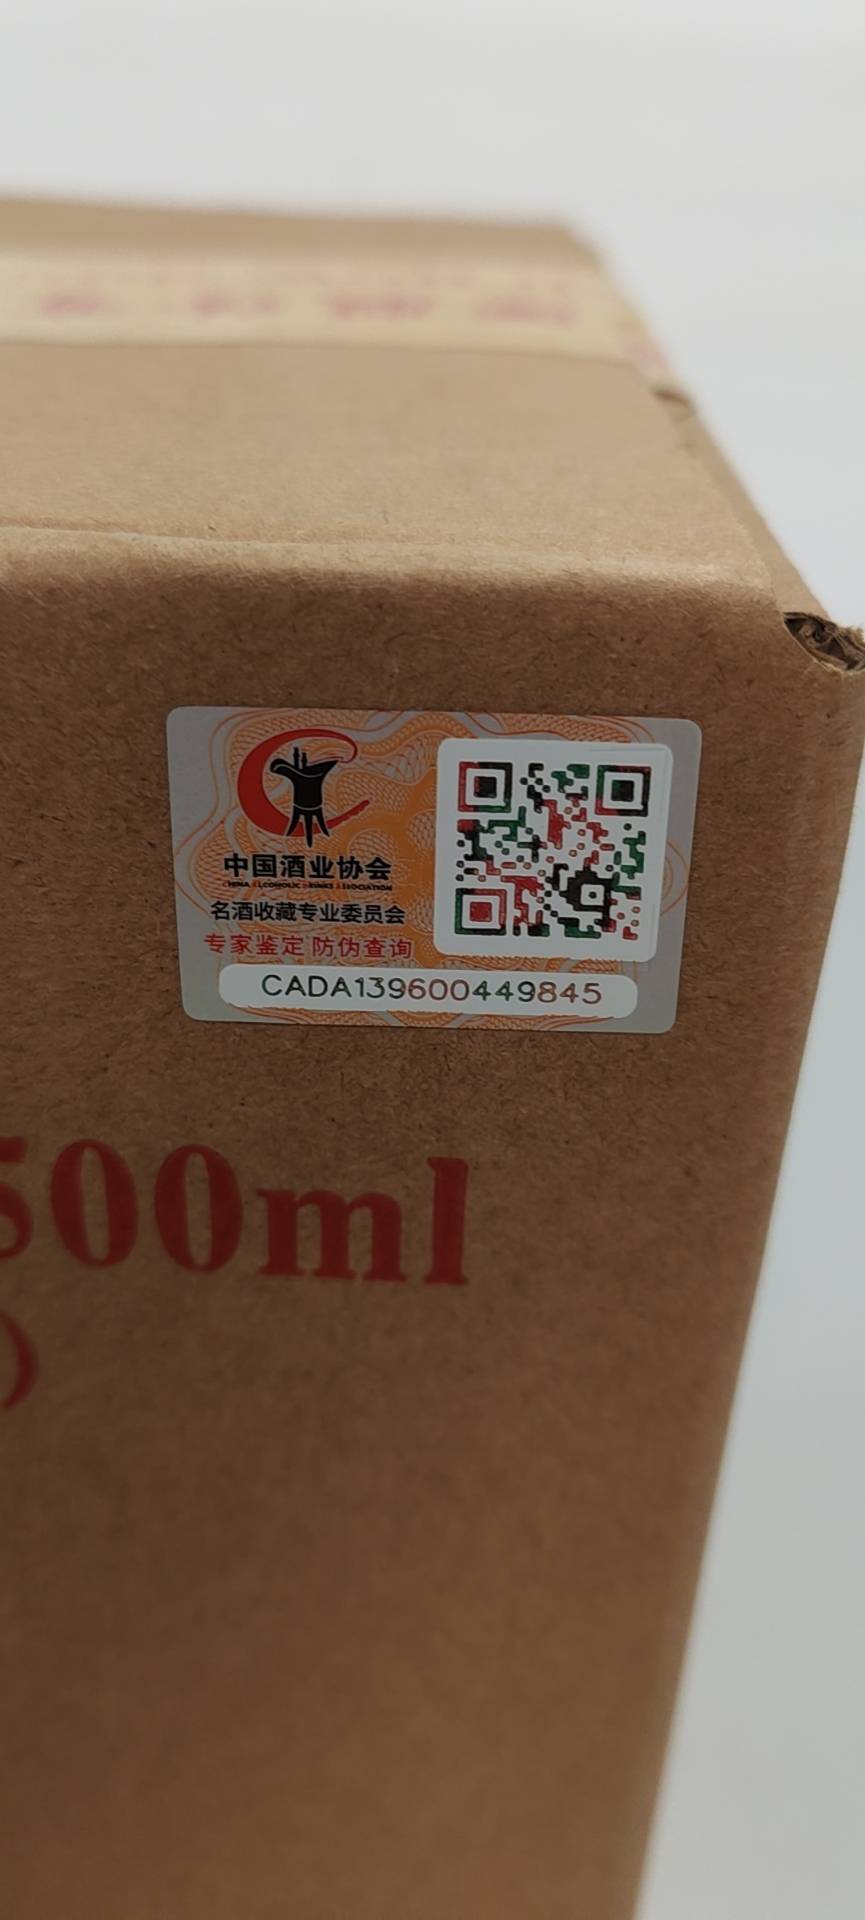 中国酒业协会
CHINA ALCOHOLIC DRINKS ASSOCIATION
名酒收藏专业委员会
专家鉴定 防伪查询
CADA139600449845
500ml
)